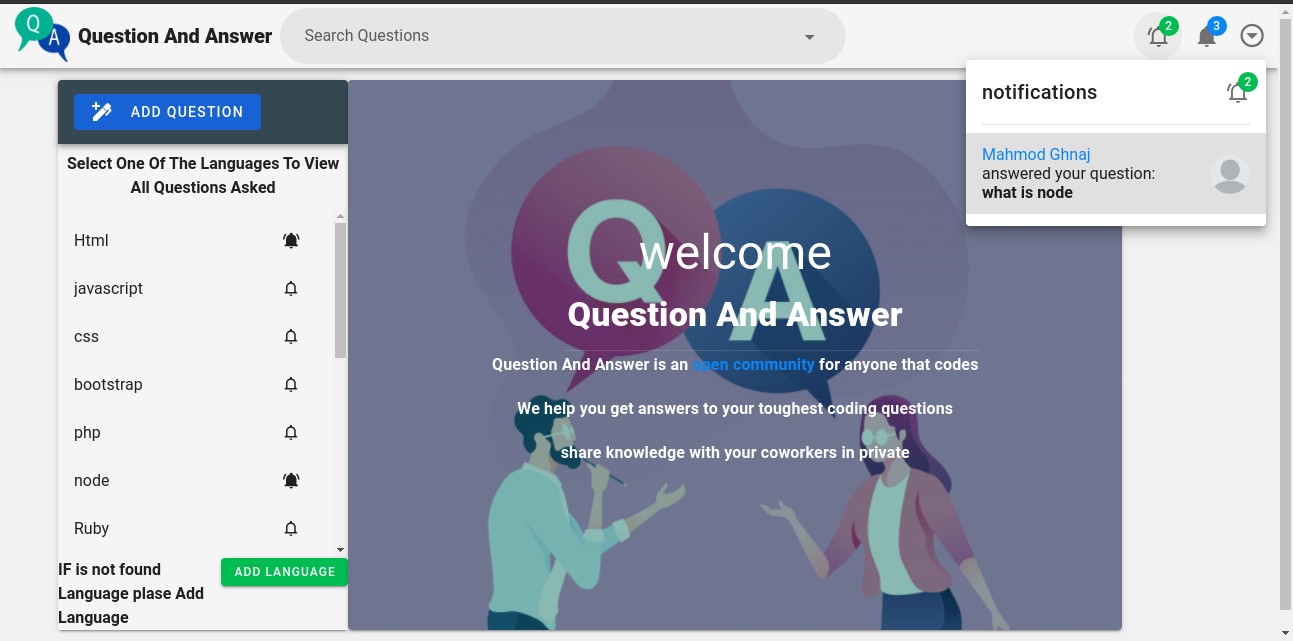 Q
A
Question And Answer
Search Questions
2
3
notifications
2
Mahmod Ghnaj
answered your question:
what is node
ADD QUESTION
Select One Of The Languages To View
All Questions Asked
Html
javascript
css
bootstrap
php
node
Ruby
IF is not found
Language plase Add
Language
ADD LANGUAGE
Q
A
welcome
Question And Answer
Question And Answer is an open community for anyone that codes
We help you get answers to your toughest coding questions
share knowledge with your coworkers in private